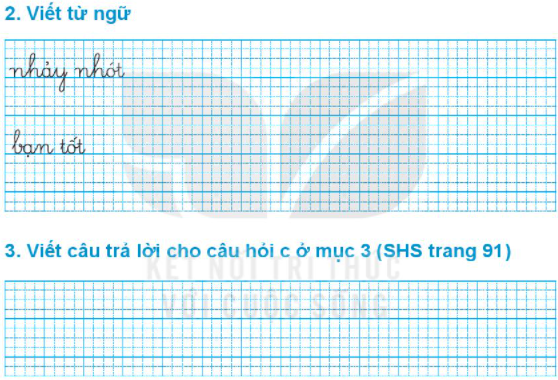 2. Viết từ ngữ
nhảy nhót
bạn tốt
3. Viết câu trả lời cho câu hỏi c ở mục 3 (SHS trang 91)
KẾT NỐI TRI THỨC
VỚI CUỘC SỐNG